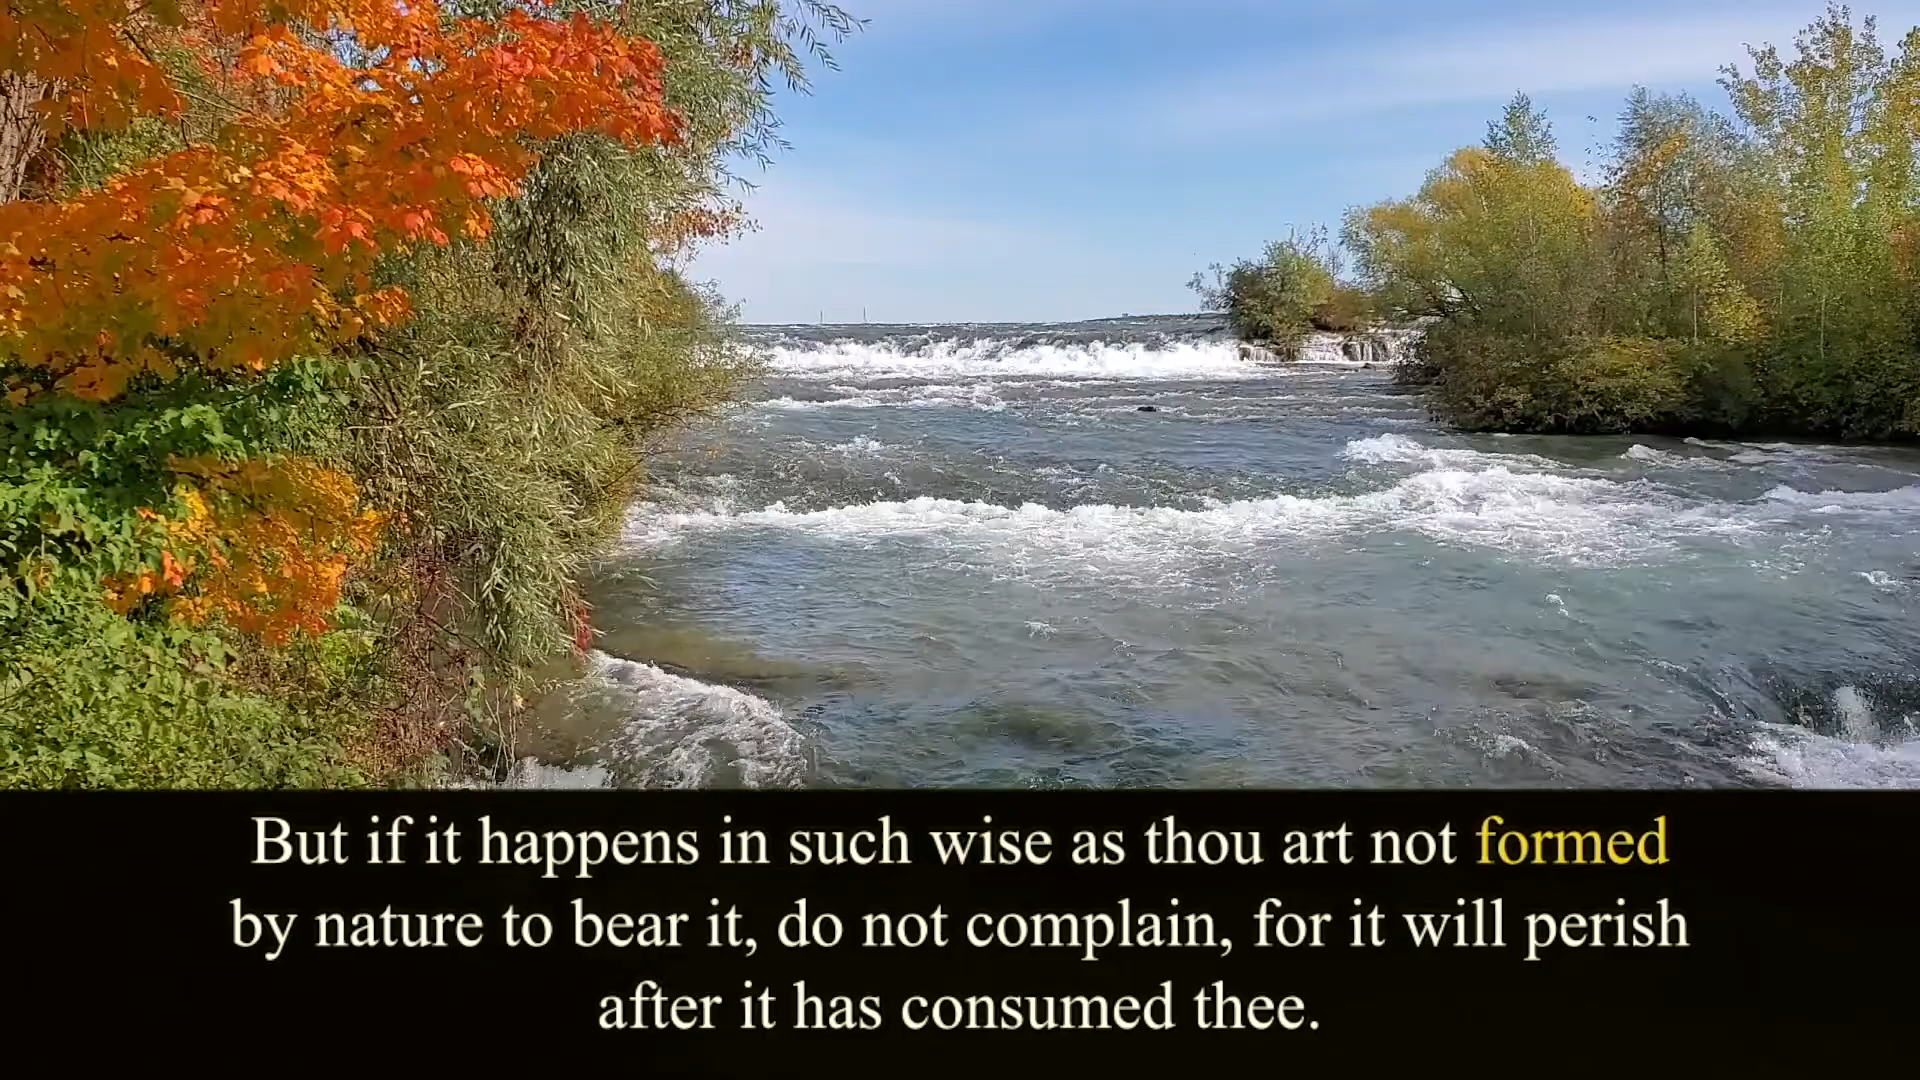 But if it happens in such wise as thou art not formed
by nature to bear it, do not complain, for it will perish
after it has consumed thee.